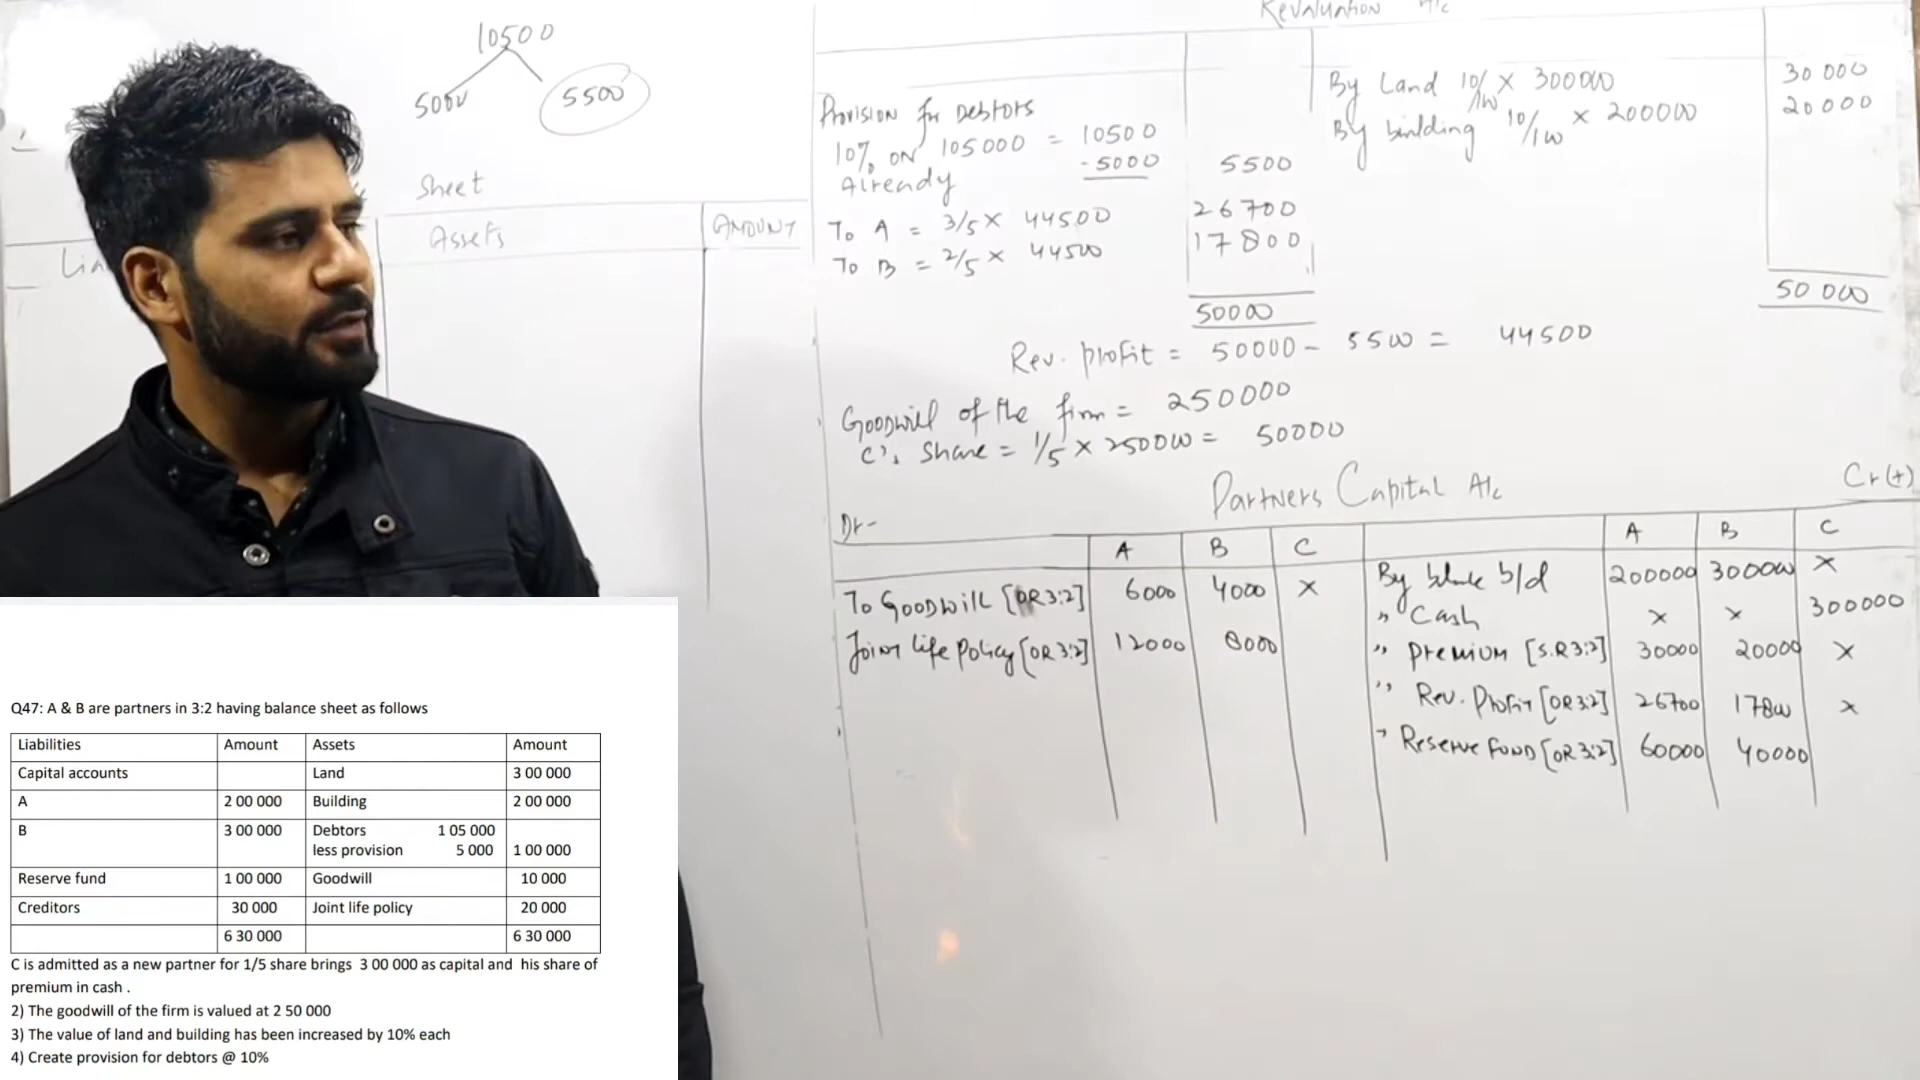 10500
5000
5500
Sheet
Assets
AMOUNT
Revaluation A/c
Provision for Debtors
10% on 105000 = 10500
Already
-5000
5500
To A = 3/5 × 44500
26700
To B = 2/5 × 44500
17800
50000
By Land 10/100 × 300000
30 000
By building 10/100 × 200000
20000
50 000
Rev. profit = 50000 - 5500 = 44500
Goodwill of the firm = 250000
C's Share = 1/5 × 250000 = 50000
Partners Capital A/c
Dr-
Cr(+)
A B C
A B C
To Goodwill [OR 3:2] 6000 4000 ×
Joint life Policy [OR 3:2] 12000 8000
By b/d 200000 300000 ×
" Cash × × 300000
" premium [S.R 3:2] 30000 20000 ×
" Rev. Profit [OR 3:2] 26700 17800 ×
" Reserve fund [OR 3:2] 60000 40000
Q47: A & B are partners in 3:2 having balance sheet as follows
Liabilities Amount Assets Amount
Capital accounts Land 3 00 000
A 2 00 000 Building 2 00 000
B 3 00 000 Debtors 1 05 000
less provision 5 000 1 00 000
Reserve fund 1 00 000 Goodwill 10 000
Creditors 30 000 Joint life policy 20 000
6 30 000 6 30 000
C is admitted as a new partner for 1/5 share brings 3 00 000 as capital and his share of
premium in cash .
2) The goodwill of the firm is valued at 2 50 000
3) The value of land and building has been increased by 10% each
4) Create provision for debtors @ 10%